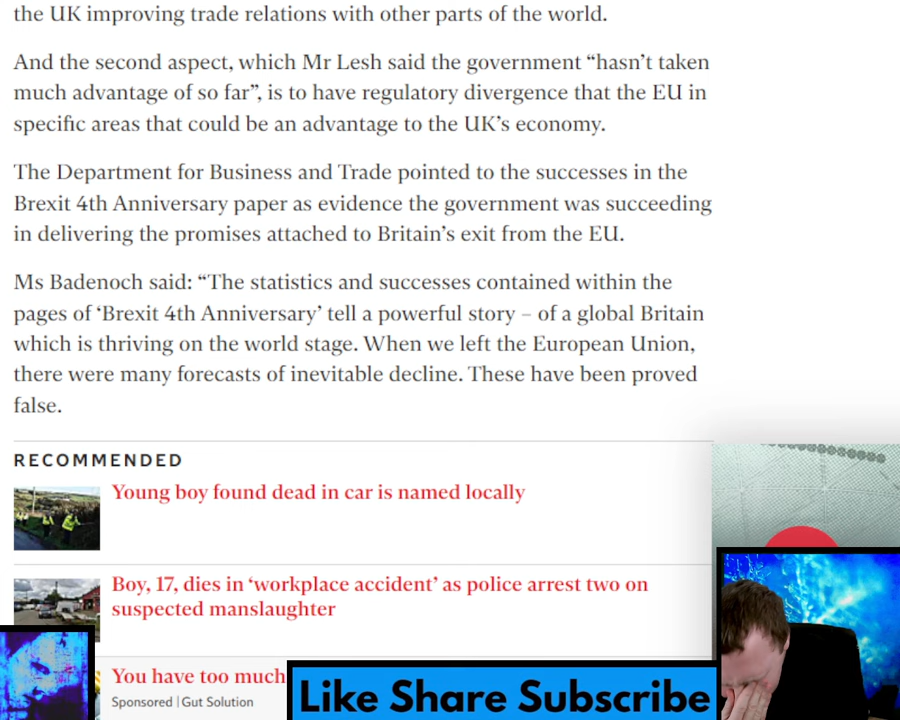 the UK improving trade relations with other parts of the world.
And the second aspect, which Mr Lesh said the government “hasn’t taken
much advantage of so far”, is to have regulatory divergence that the EU in
specific areas that could be an advantage to the UK’s economy.
The Department for Business and Trade pointed to the successes in the
Brexit 4th Anniversary paper as evidence the government was succeeding
in delivering the promises attached to Britain’s exit from the EU.
Ms Badenoch said: “The statistics and successes contained within the
pages of ‘Brexit 4th Anniversary’ tell a powerful story – of a global Britain
which is thriving on the world stage. When we left the European Union,
there were many forecasts of inevitable decline. These have been proved
false.
RECOMMENDED
Young boy found dead in car is named locally
Boy, 17, dies in ‘workplace accident’ as police arrest two on
suspected manslaughter
You have too much
Sponsored | Gut Solution
Like Share Subscribe